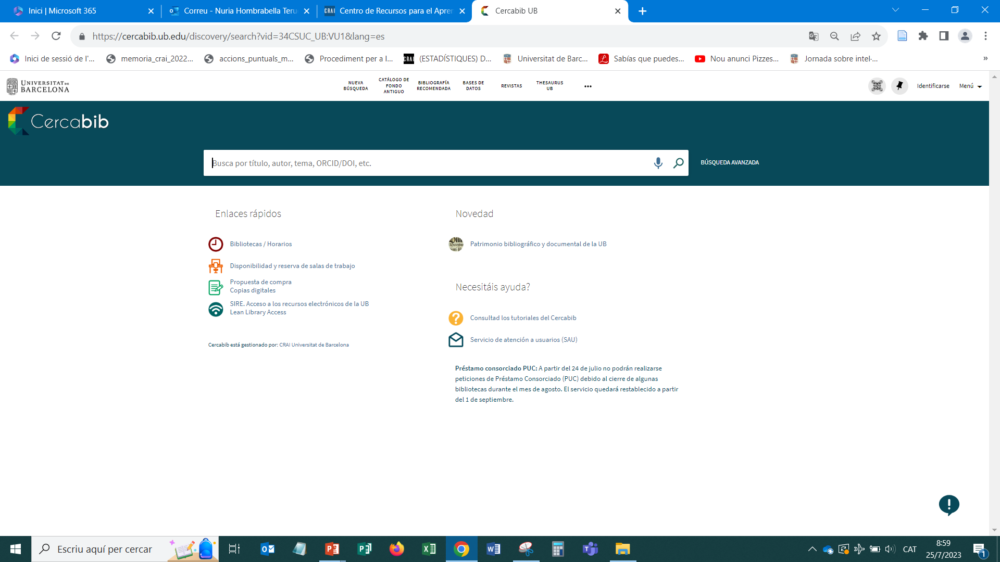 Inici | Microsoft 365
Correu - Nuria Hombrabella Teru
Centro de Recursos para el Apren
Cercabib UB
https://cercabib.ub.edu/discovery/search?vid=34CSUC_UB:VU1&lang=es
Inici de sessió de l'...
memoria_crai_2022...
accions_puntuals_m...
Procediment per a l...
CRAI
(ESTADÍSTIQUES) D...
Universitat de Barc...
Sabías que puedes...
Nou anunci Pizzes...
Jornada sobre intel·...
»
UNIVERSITAT DE
BARCELONA
NUEVA
BÚSQUEDA
CATÁLOGO DE
FONDO
ANTIGUO
BIBLIOGRAFÍA
RECOMENDADA
BASES DE
DATOS
REVISTAS
THESAURUS
UB
Identificarse
Menú
Cercabib
Busca por título, autor, tema, ORCID/DOI, etc.
BÚSQUEDA AVANZADA
Enlaces rápidos
Bibliotecas / Horarios
Disponibilidad y reserva de salas de trabajo
Propuesta de compra
Copias digitales
SIRE. Acceso a los recursos electrónicos de la UB
Lean Library Access
Cercabib está gestionado por: CRAI Universitat de Barcelona
Novedad
Patrimonio bibliográfico y documental de la UB
Necesitáis ayuda?
Consultad los tutoriales del Cercabib
Servicio de atención a usuarios (SAU)
Préstamo consorciado PUC: A partir del 24 de julio no podrán realizarse
peticiones de Préstamo Consorciado (PUC) debido al cierre de algunas
bibliotecas durante el mes de agosto. El servicio quedará restablecido a partir
del 1 de septiembre.
Escriu aquí per cercar
CAT
8:59
25/7/2023
1